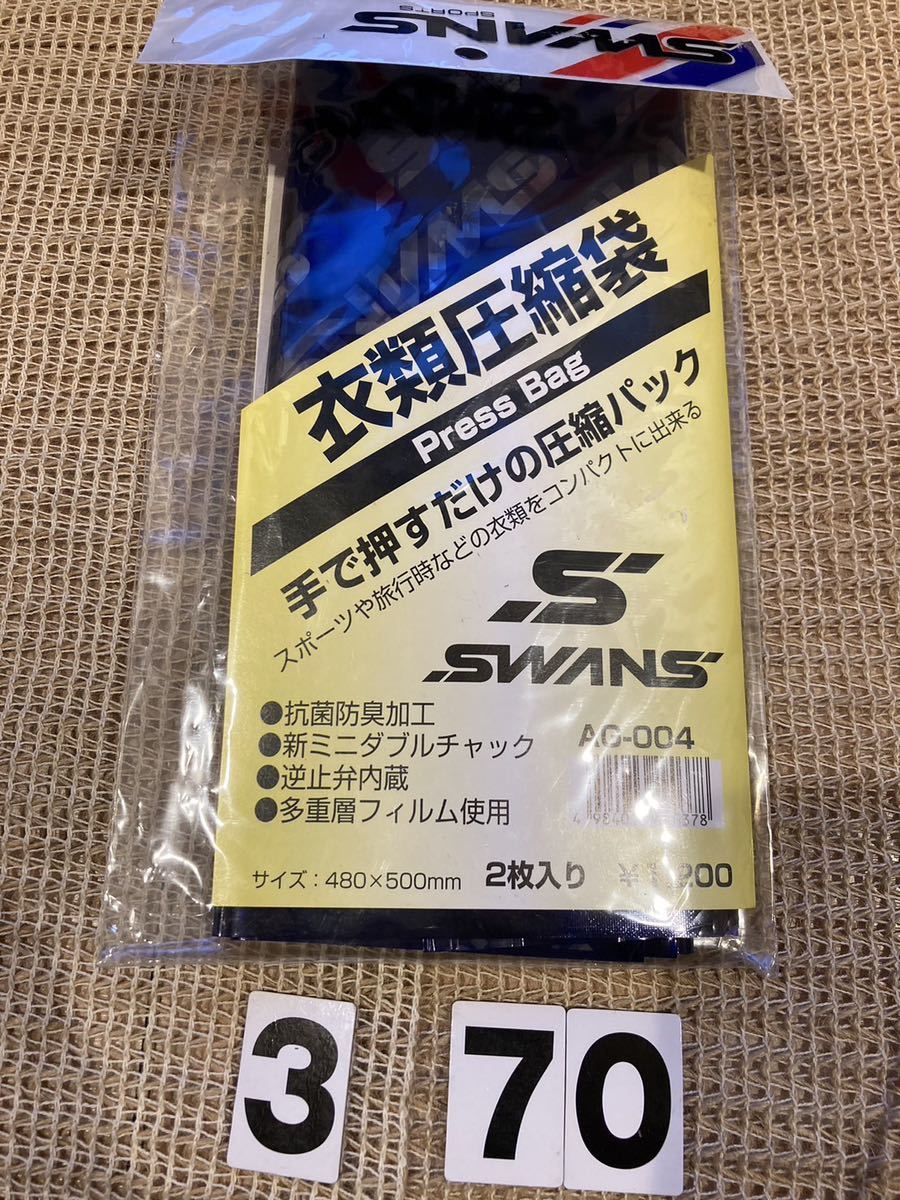 SWANS
SPORTS
衣類圧縮袋
Press Bag
手で押すだけの圧縮パック
スポーツや旅行時などの衣類をコンパクトに出来る
S
SWANS
●抗菌防臭加工
●新ミニダブルチャック
●逆止弁内蔵
●多重層フィルム使用
AG-004
サイズ:480×500mm 2枚入り ¥1,200
3 70